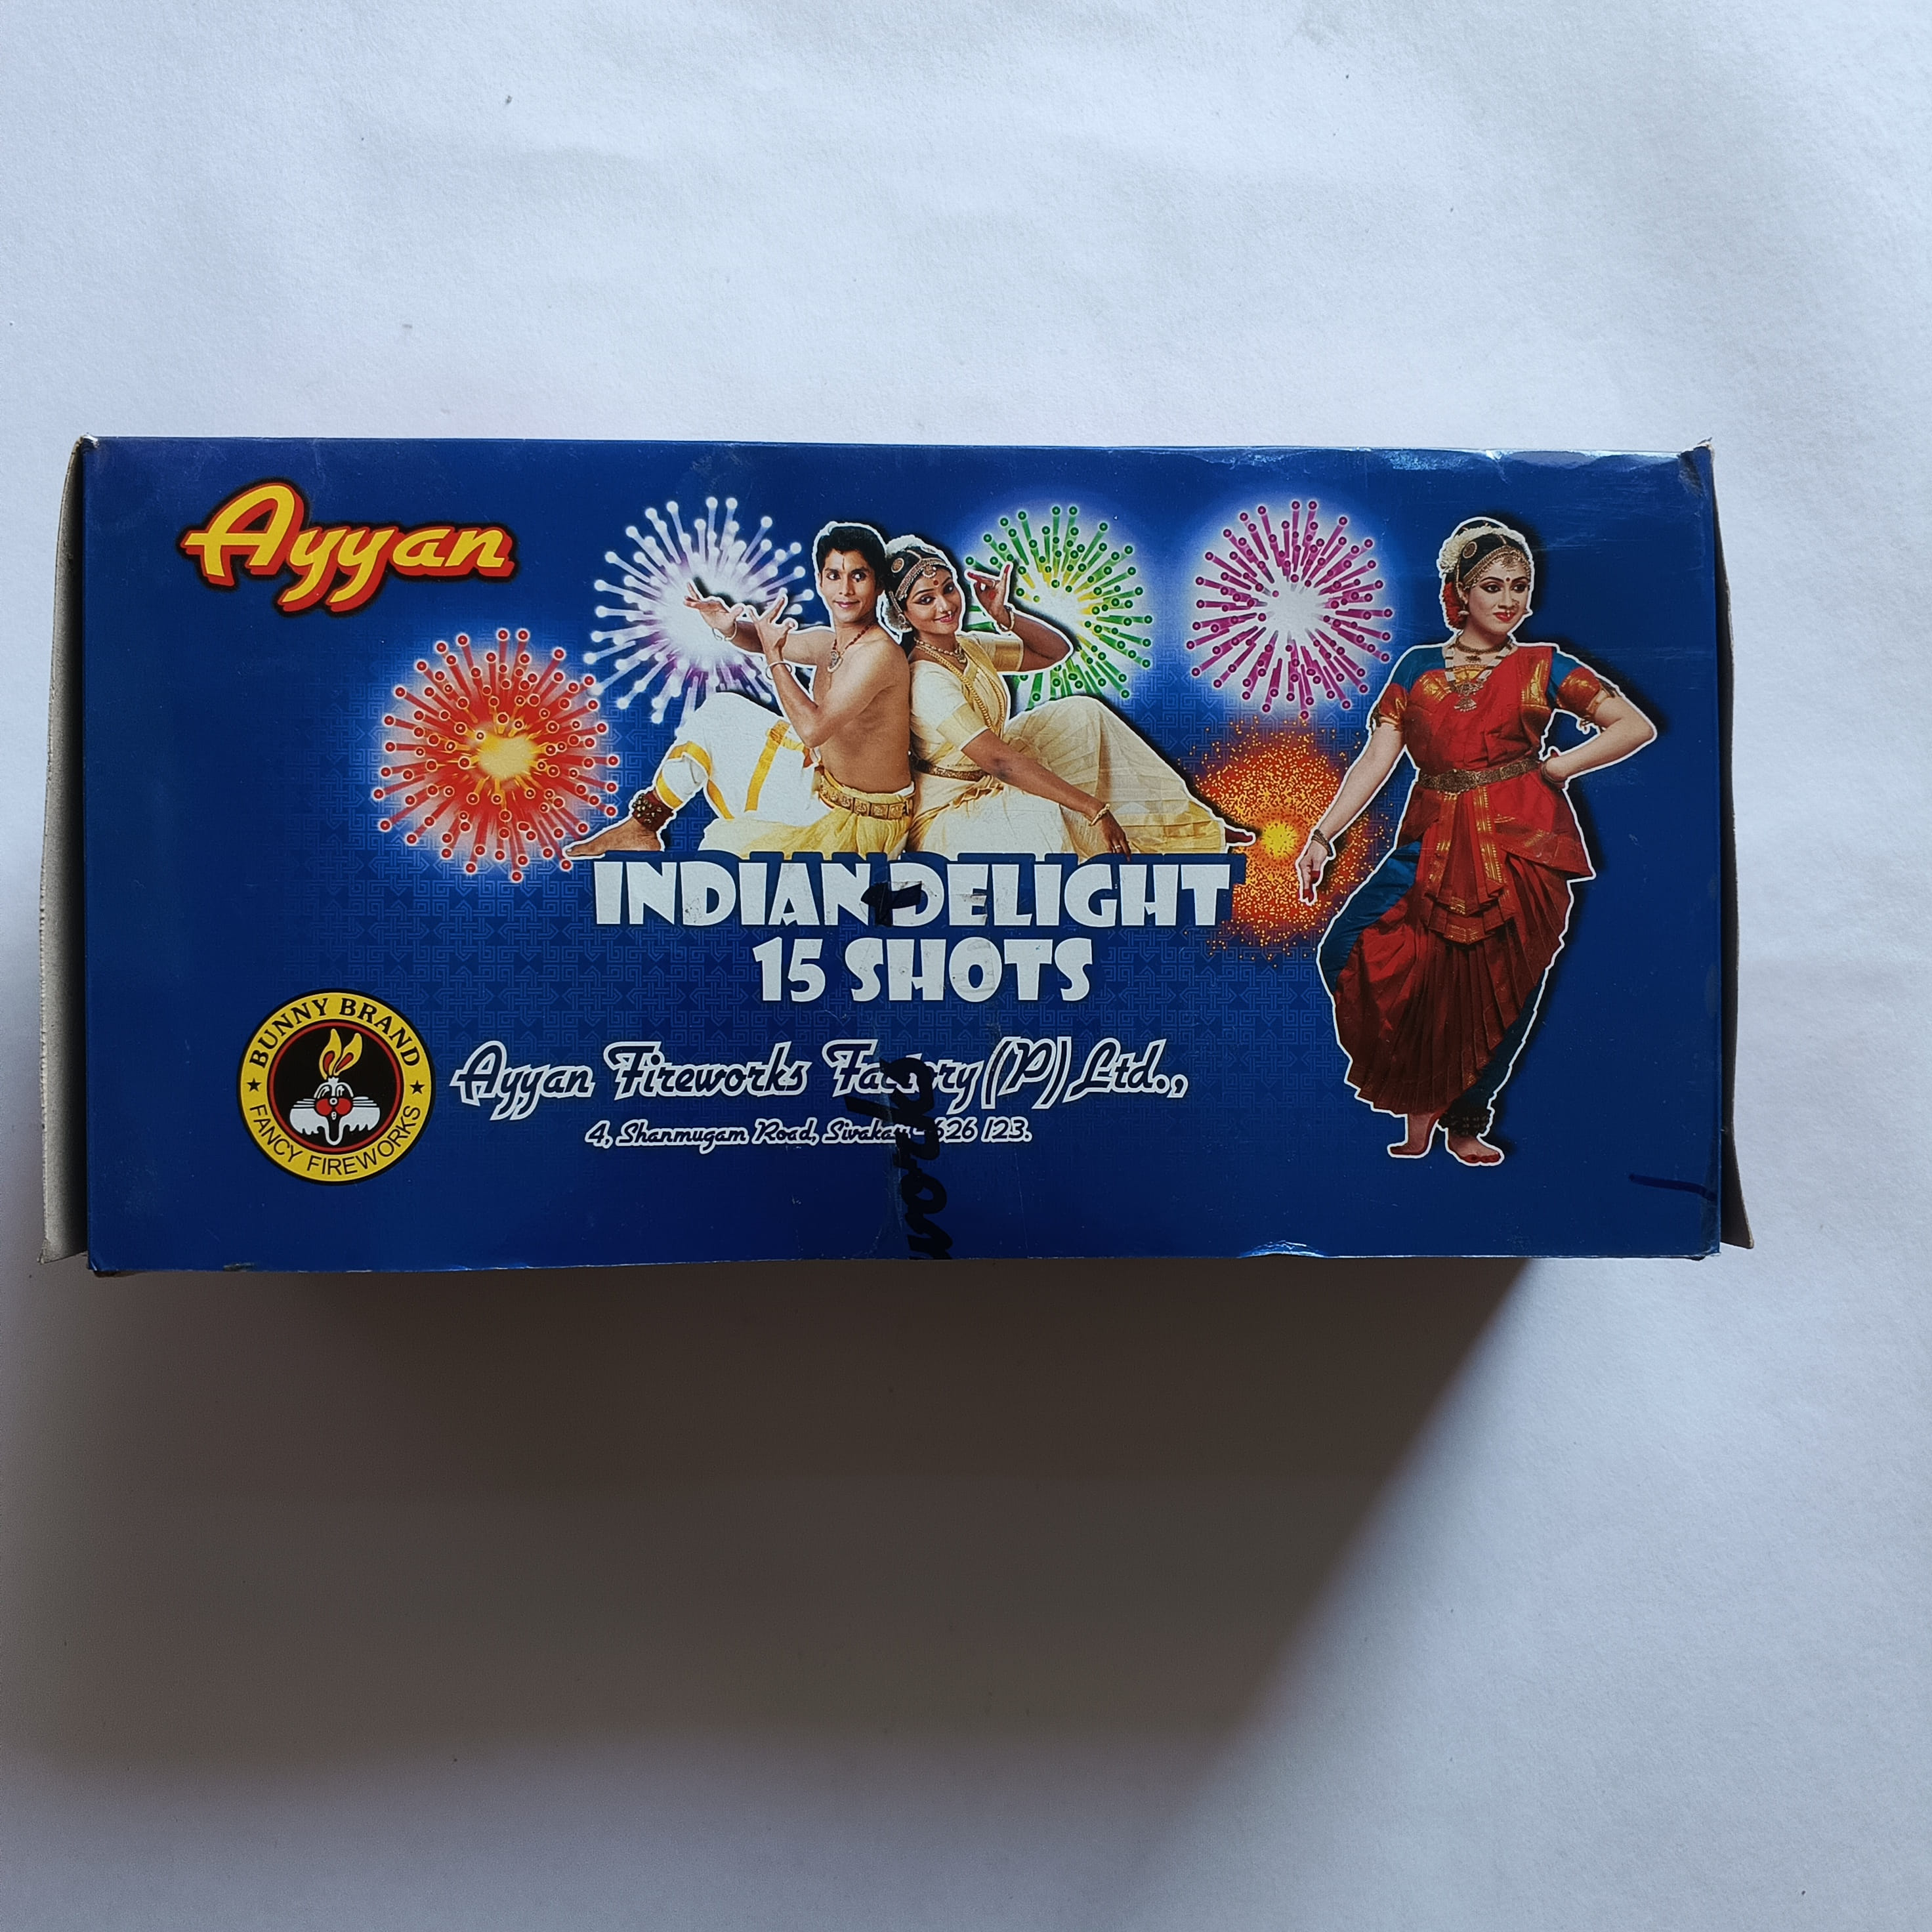 Ayyan
INDIAN DELIGHT
15 SHOTS
BUNNY BRAND
FANCY FIREWORKS
Ayyan Fireworks Factory (P) Ltd.,
4, Shanmugam Road, Sivakasi - 626 123.